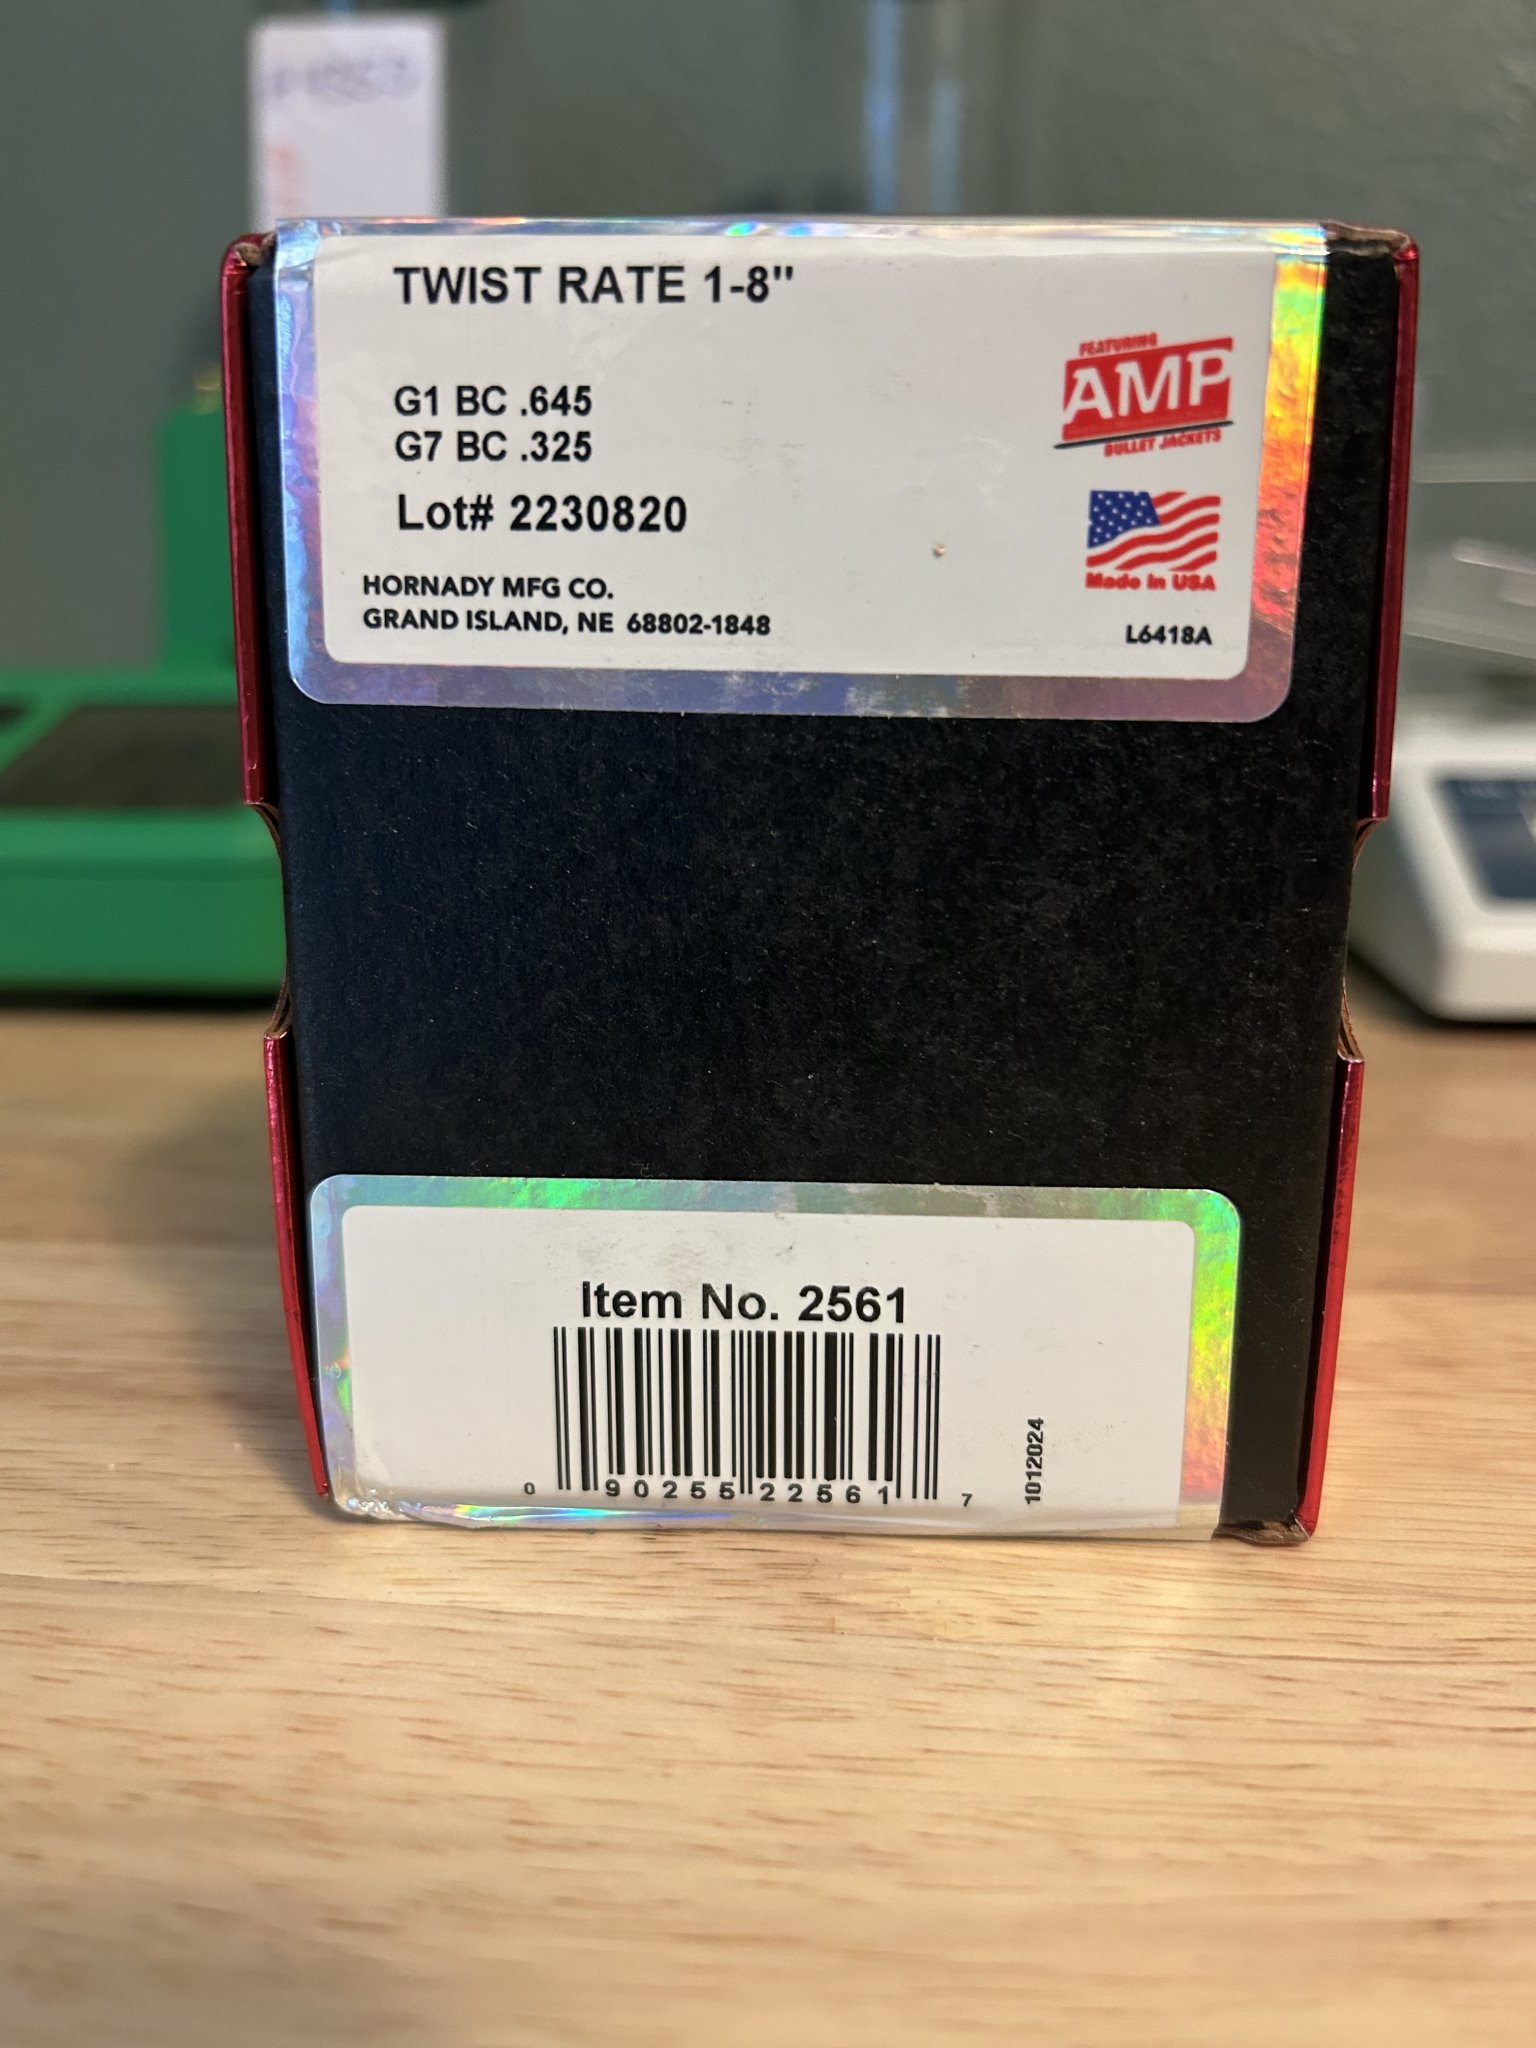 TWIST RATE 1-8"
G1 BC .645
G7 BC .325
Lot# 2230820
HORNADY MFG CO.
GRAND ISLAND, NE 68802-1848
FEATURING
AMP
BULLET JACKETS
Made in USA
L6418A
Item No. 2561
0 90255 22561 7
1012024